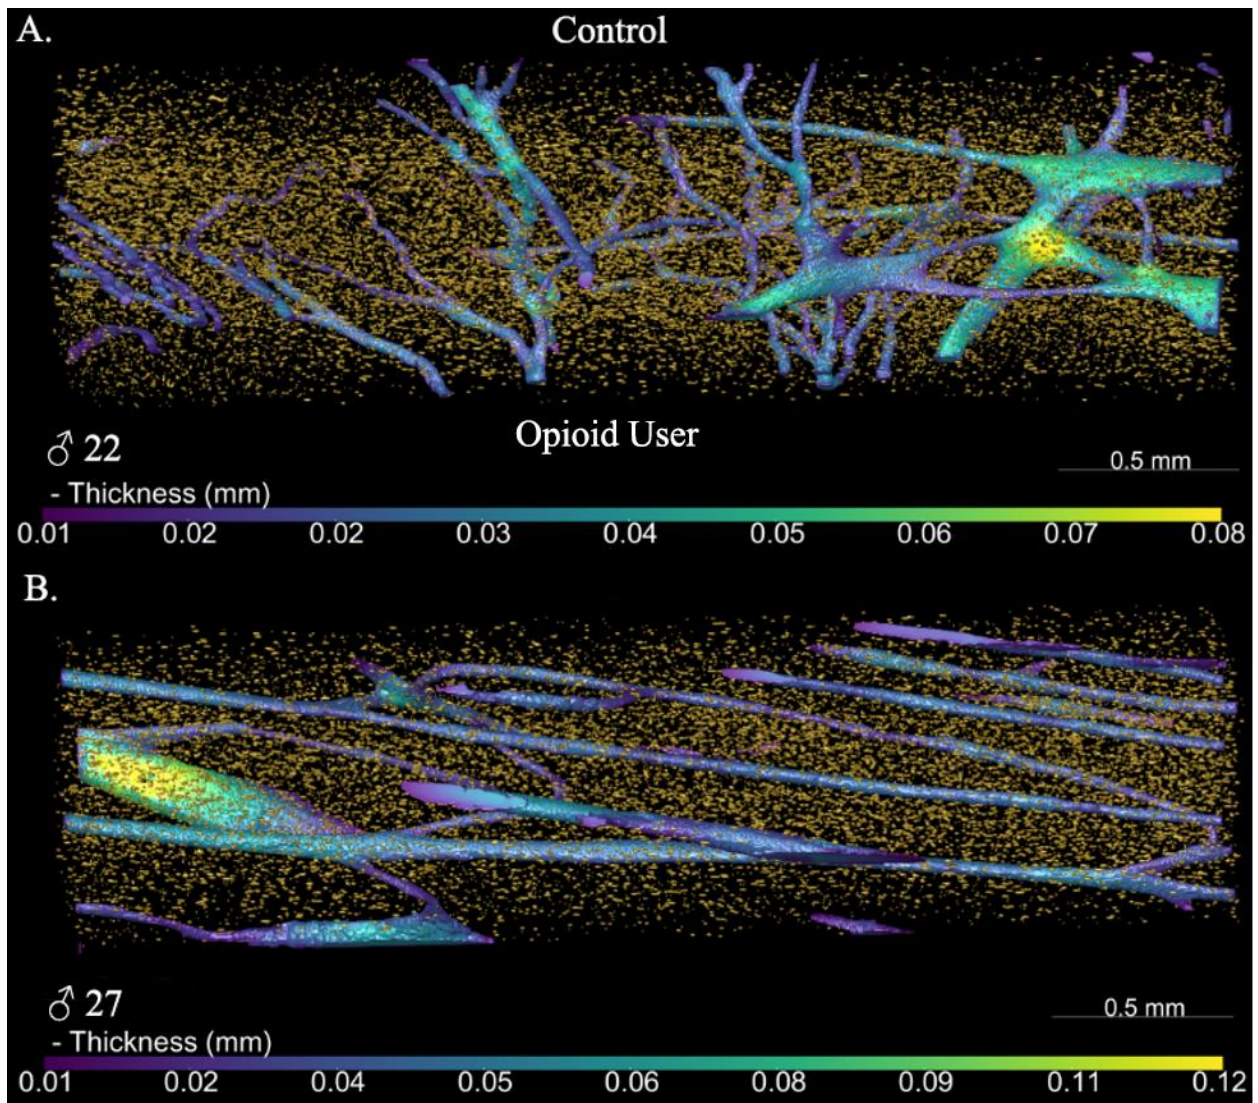 A.
Control
Opioid User
♂ 22
0.5 mm
- Thickness (mm)
0.01 0.02 0.02 0.03 0.04 0.05 0.06 0.07 0.08
B.
♂ 27
0.5 mm
- Thickness (mm)
0.01 0.02 0.04 0.05 0.06 0.08 0.09 0.11 0.12